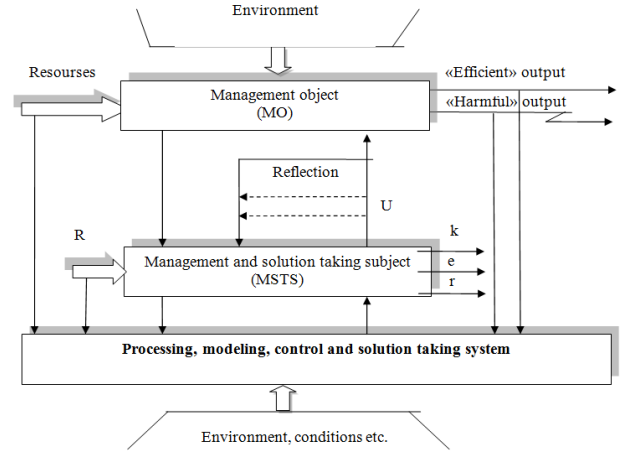 Environment
Resourses
«Efficient» output
Management object
(MO)
«Harmful» output
Reflection
U
R
k
Management and solution taking subject
(MSTS)
e
r
Processing, modeling, control and solution taking system
Environment, conditions etc.